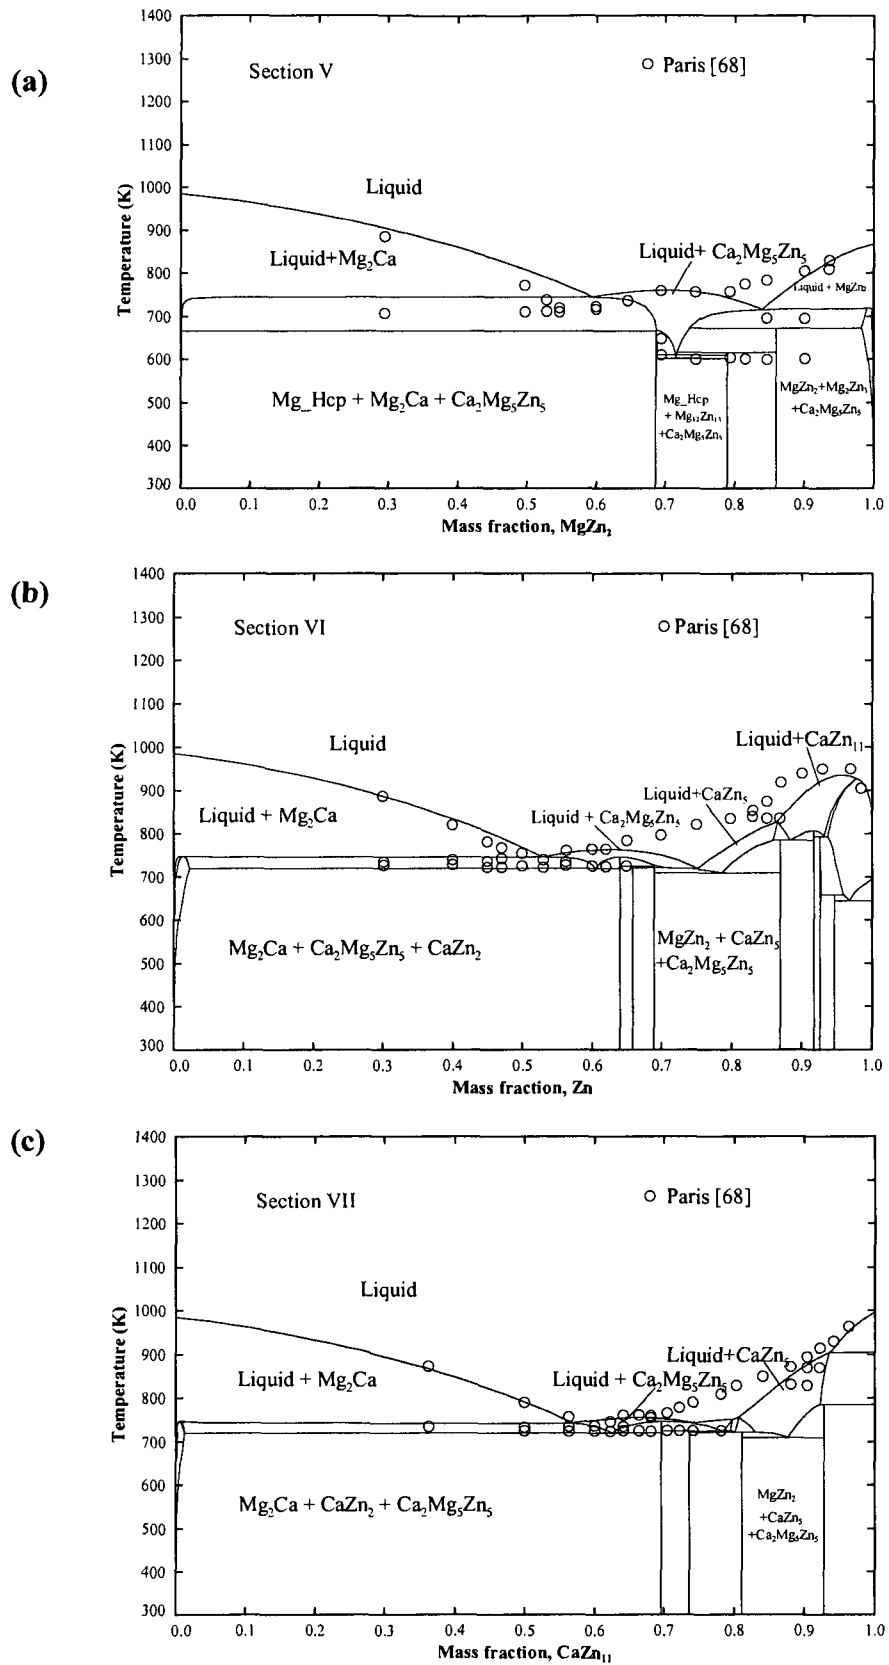 (a)
Section V
Paris [68]
Liquid
Liquid+Mg₂Ca
Liquid+ Ca₂Mg₅Zn₅
Liquid + MgZn₂
Mg_Hcp + Mg₂Ca + Ca₂Mg₅Zn₅
Mg_Hcp
+ Mg₁₂Zn₁₃
+Ca₂Mg₅Zn₅
MgZn₂+Mg₂Zn₃
+Ca₂Mg₅Zn₅
Temperature (K)
1400
1300
1200
1100
1000
900
800
700
600
500
400
300
0.0 0.1 0.2 0.3 0.4 0.5 0.6 0.7 0.8 0.9 1.0
Mass fraction, MgZn₂
(b)
Section VI
Paris [68]
Liquid
Liquid+CaZn₁₁
Liquid + Mg₂Ca
Liquid + Ca₂Mg₅Zn₅
Liquid+CaZn₅
Mg₂Ca + Ca₂Mg₅Zn₅ + CaZn₂
MgZn₂ + CaZn₅
+Ca₂Mg₅Zn₅
Temperature (K)
1400
1300
1200
1100
1000
900
800
700
600
500
400
300
0.0 0.1 0.2 0.3 0.4 0.5 0.6 0.7 0.8 0.9 1.0
Mass fraction, Zn
(c)
Section VII
Paris [68]
Liquid
Liquid + Mg₂Ca
Liquid + Ca₂Mg₅Zn₅
Liquid+CaZn₅
Mg₂Ca + CaZn₂ + Ca₂Mg₅Zn₅
MgZn₂
+CaZn₅
+Ca₂Mg₅Zn₅
Temperature (K)
1400
1300
1200
1100
1000
900
800
700
600
500
400
300
0.0 0.1 0.2 0.3 0.4 0.5 0.6 0.7 0.8 0.9 1.0
Mass fraction, CaZn₁₁